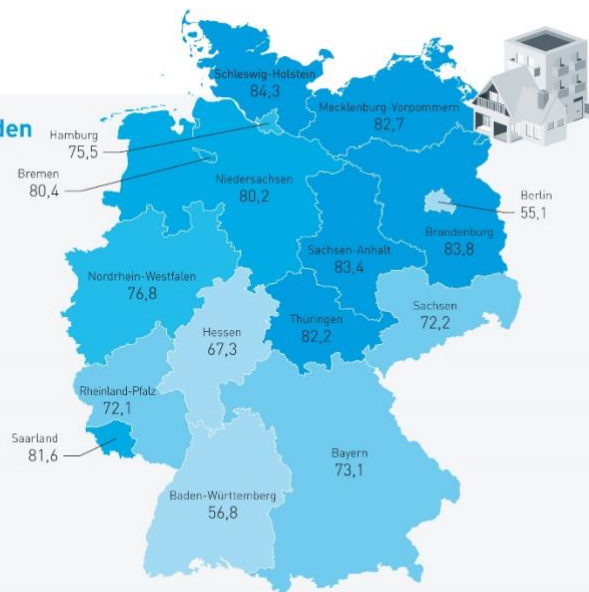 den
Schleswig-Holstein
84,3
Mecklenburg-Vorpommern
82,7
Hamburg
75,5
Bremen
80,4
Niedersachsen
80,2
Berlin
55,1
Brandenburg
83,8
Sachsen-Anhalt
83,4
Nordrhein-Westfalen
76,8
Sachsen
72,2
Thüringen
82,2
Hessen
67,3
Rheinland-Pfalz
72,1
Saarland
81,6
Bayern
73,1
Baden-Württemberg
56,8